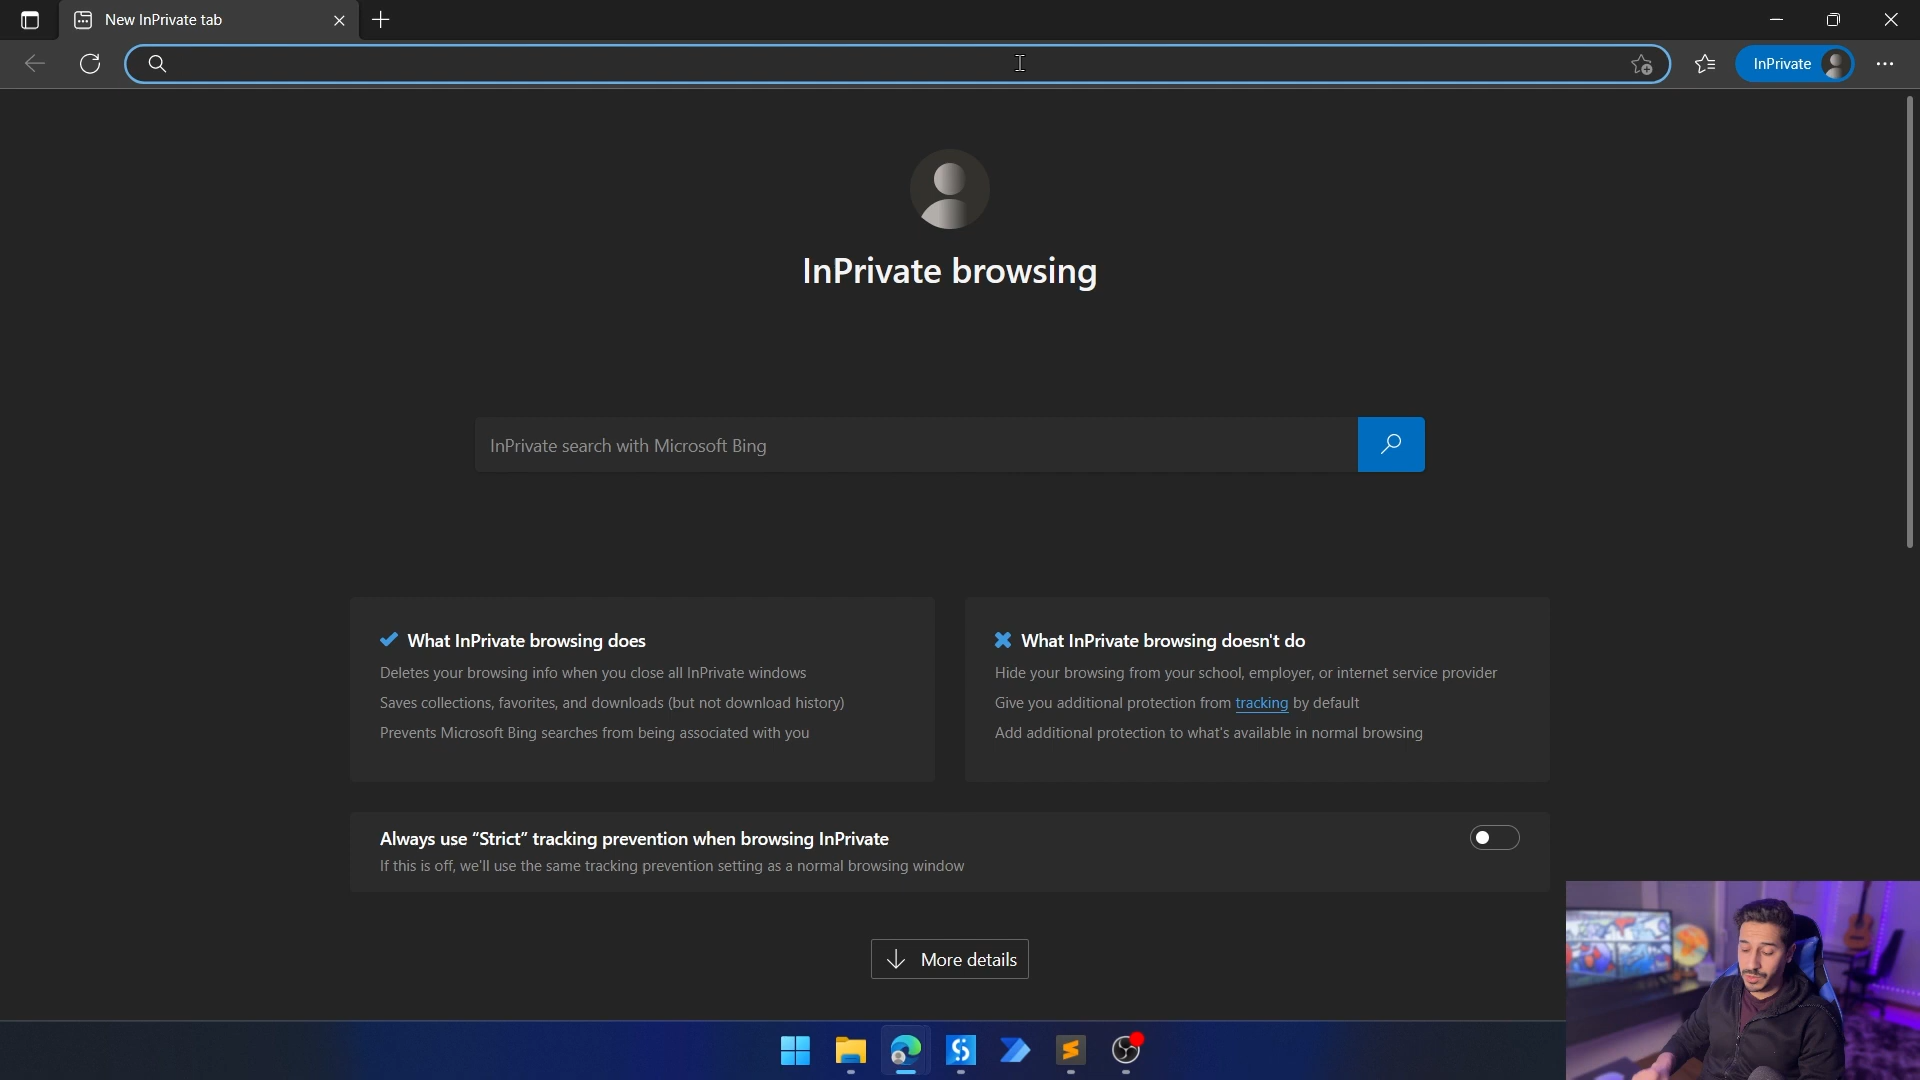 New InPrivate tab
InPrivate
InPrivate browsing
InPrivate search with Microsoft Bing
What InPrivate browsing does
Deletes your browsing info when you close all InPrivate windows
Saves collections, favorites, and downloads (but not download history)
Prevents Microsoft Bing searches from being associated with you
What InPrivate browsing doesn't do
Hide your browsing from your school, employer, or internet service provider
Give you additional protection from tracking by default
Add additional protection to what's available in normal browsing
Always use “Strict” tracking prevention when browsing InPrivate
If this is off, we'll use the same tracking prevention setting as a normal browsing window
More details